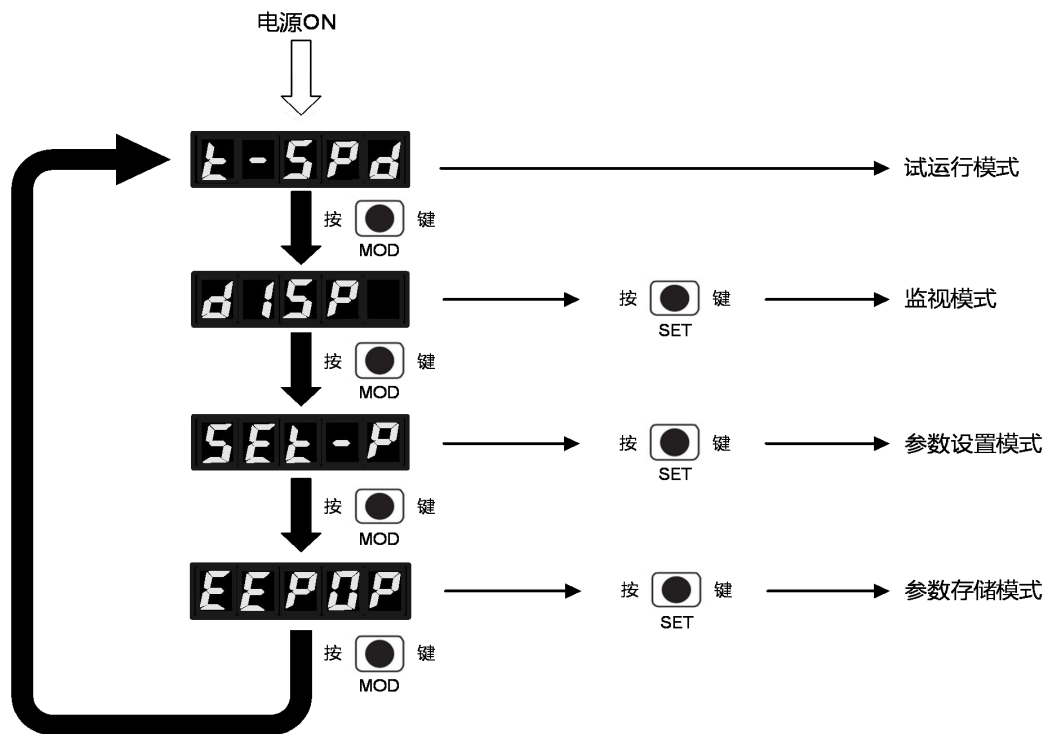 电源ON
t-SPd
试运行模式
按 键
MOD
dISP
按 键
SET
监视模式
按 键
MOD
SEt-P
按 键
SET
参数设置模式
按 键
MOD
EEPOP
按 键
SET
参数存储模式
按 键
MOD